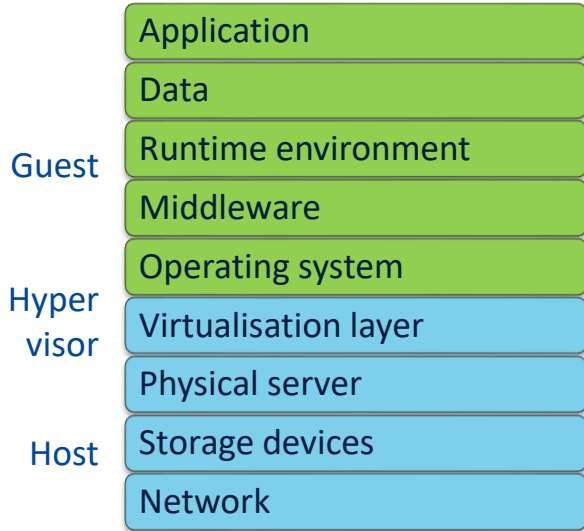 Application
Data
Guest
Runtime environment
Middleware
Operating system
Hyper
visor
Virtualisation layer
Physical server
Host
Storage devices
Network